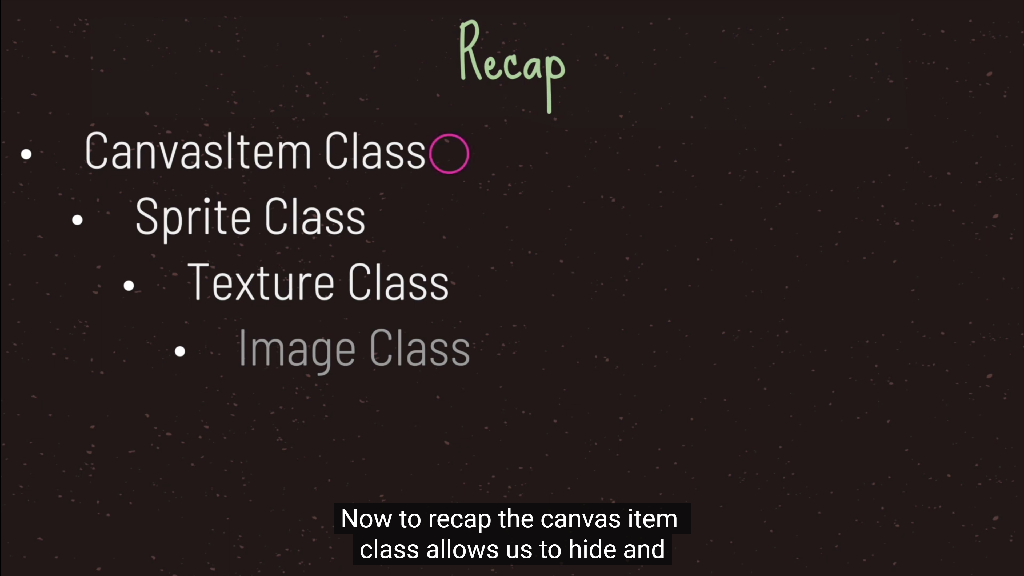 Recap
• CanvasItem Class
• Sprite Class
• Texture Class
• Image Class
Now to recap the canvas item
class allows us to hide and